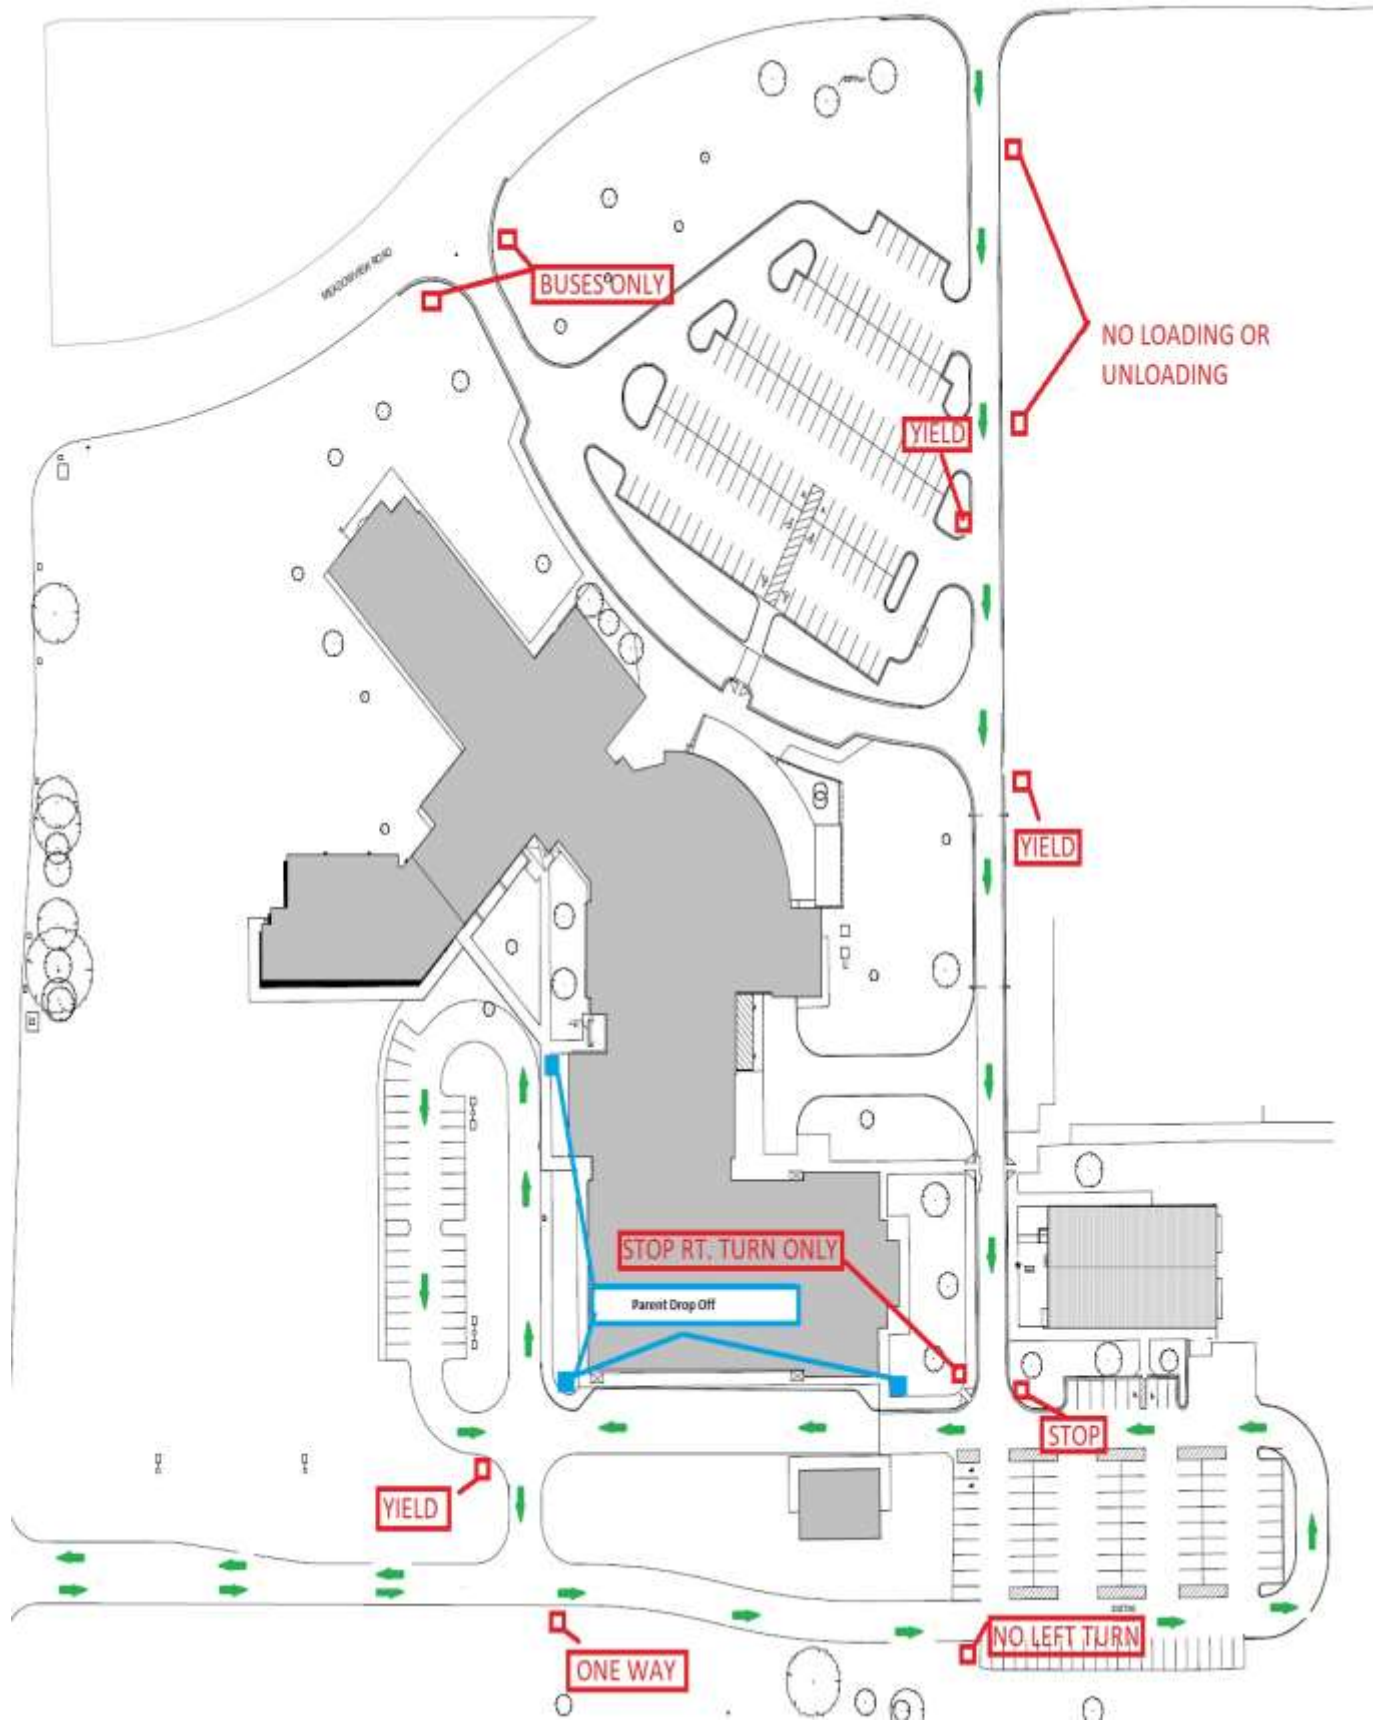 MEADOWVIEW ROAD
BUSES ONLY
NO LOADING OR
UNLOADING
YIELD
YIELD
STOP RT. TURN ONLY
Parent Drop Off
STOP
YIELD
NO LEFT TURN
ONE WAY